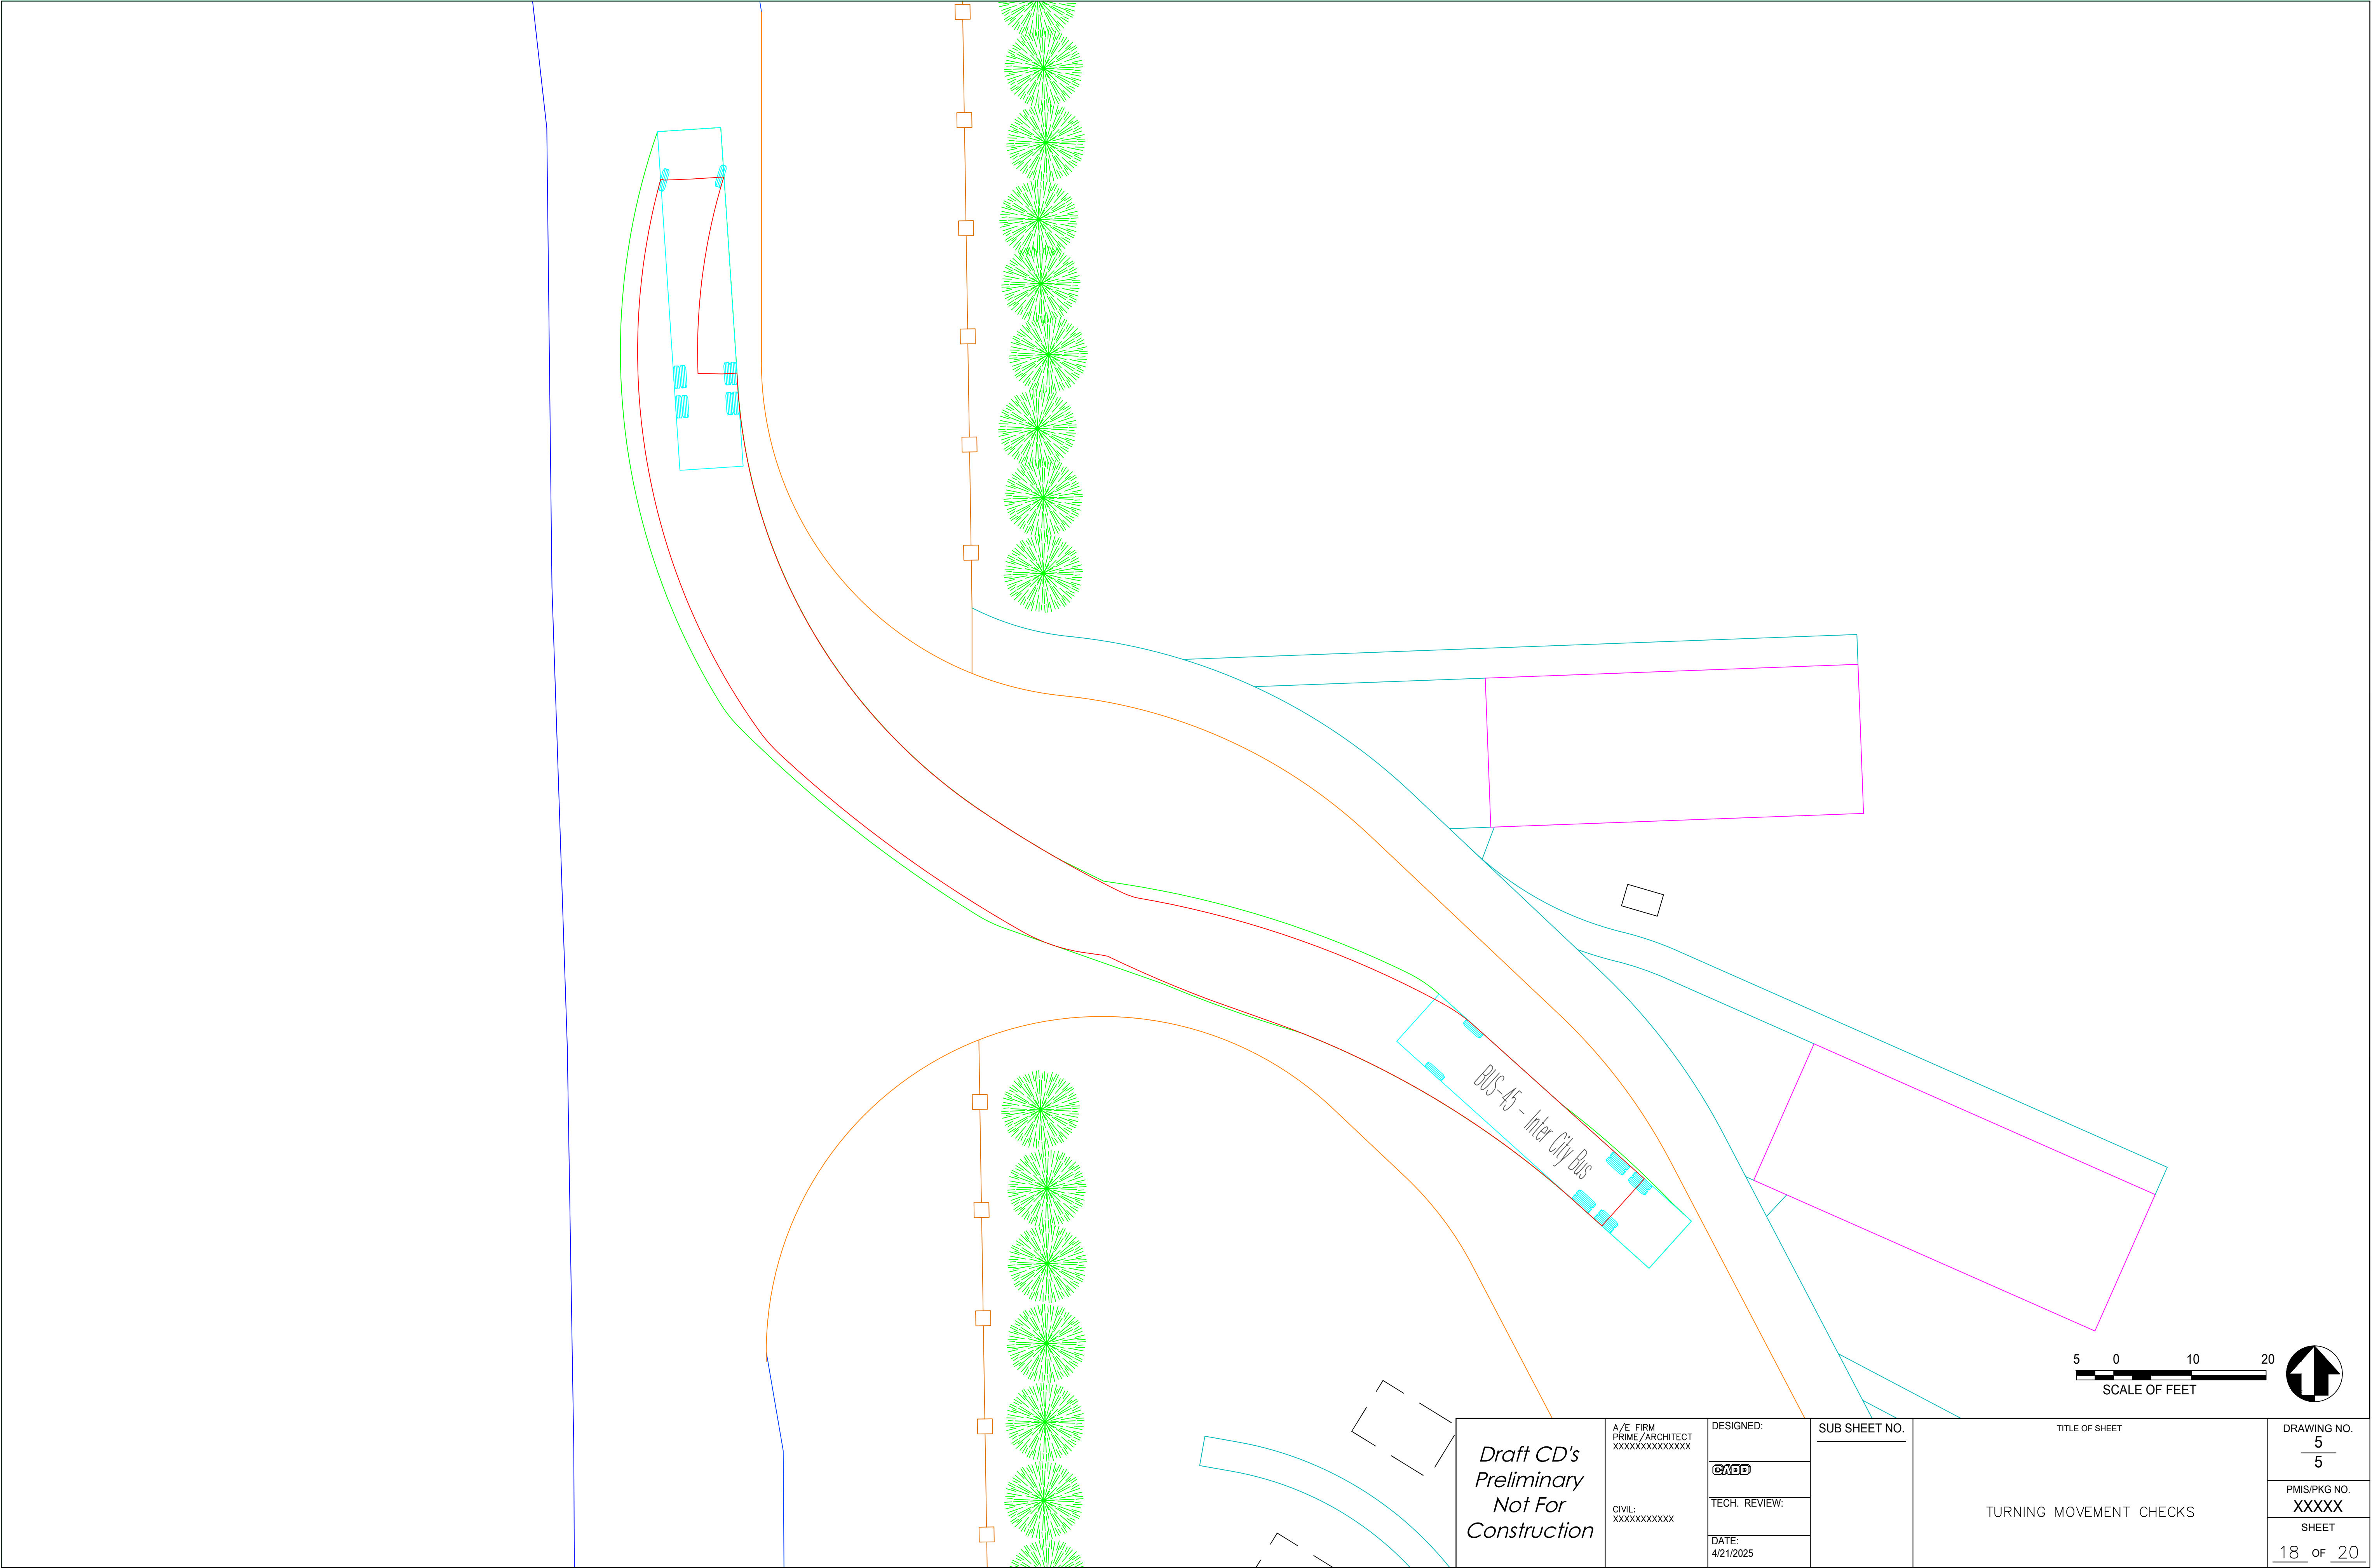 BUS-45 - Inter City Bus
5 0 10 20
SCALE OF FEET
Draft CD's
Preliminary
Not For
Construction
A/E FIRM
PRIME/ARCHITECT
XXXXXXXXXXXXXX
CIVIL:
XXXXXXXXXXX
DESIGNED:
CADD
TECH. REVIEW:
DATE:
4/21/2025
SUB SHEET NO.
TITLE OF SHEET
TURNING MOVEMENT CHECKS
DRAWING NO.
5
5
PMIS/PKG NO.
XXXXX
SHEET
18 OF 20